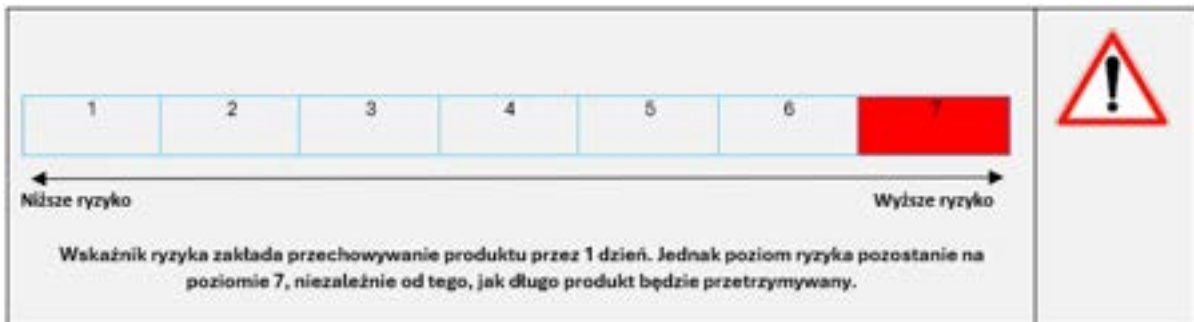 1 2 3 4 5 6 7
Niższe ryzyko Wyższe ryzyko
Wskaźnik ryzyka zakłada przechowywanie produktu przez 1 dzień. Jednak poziom ryzyka pozostanie na
poziomie 7, niezależnie od tego, jak długo produkt będzie przetrzymywany.